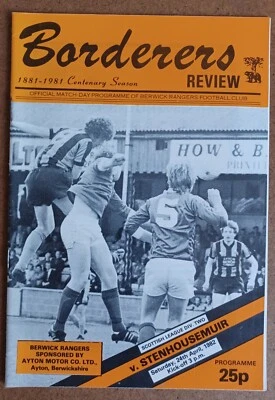 Borderers
1881-1981 Centenary Season
REVIEW
OFFICIAL MATCH-DAY PROGRAMME OF BERWICK RANGERS FOOTBALL CLUB
HOW & B
PRINTE
5
SCOTTISH LEAGUE DIV. TWO
v. STENHOUSEMUIR
Saturday, 24th April, 1982
Kick-off 3 p.m.
BERWICK RANGERS
SPONSORED BY
AYTON MOTOR CO. LTD.,
Ayton, Berwickshire
PROGRAMME
25p